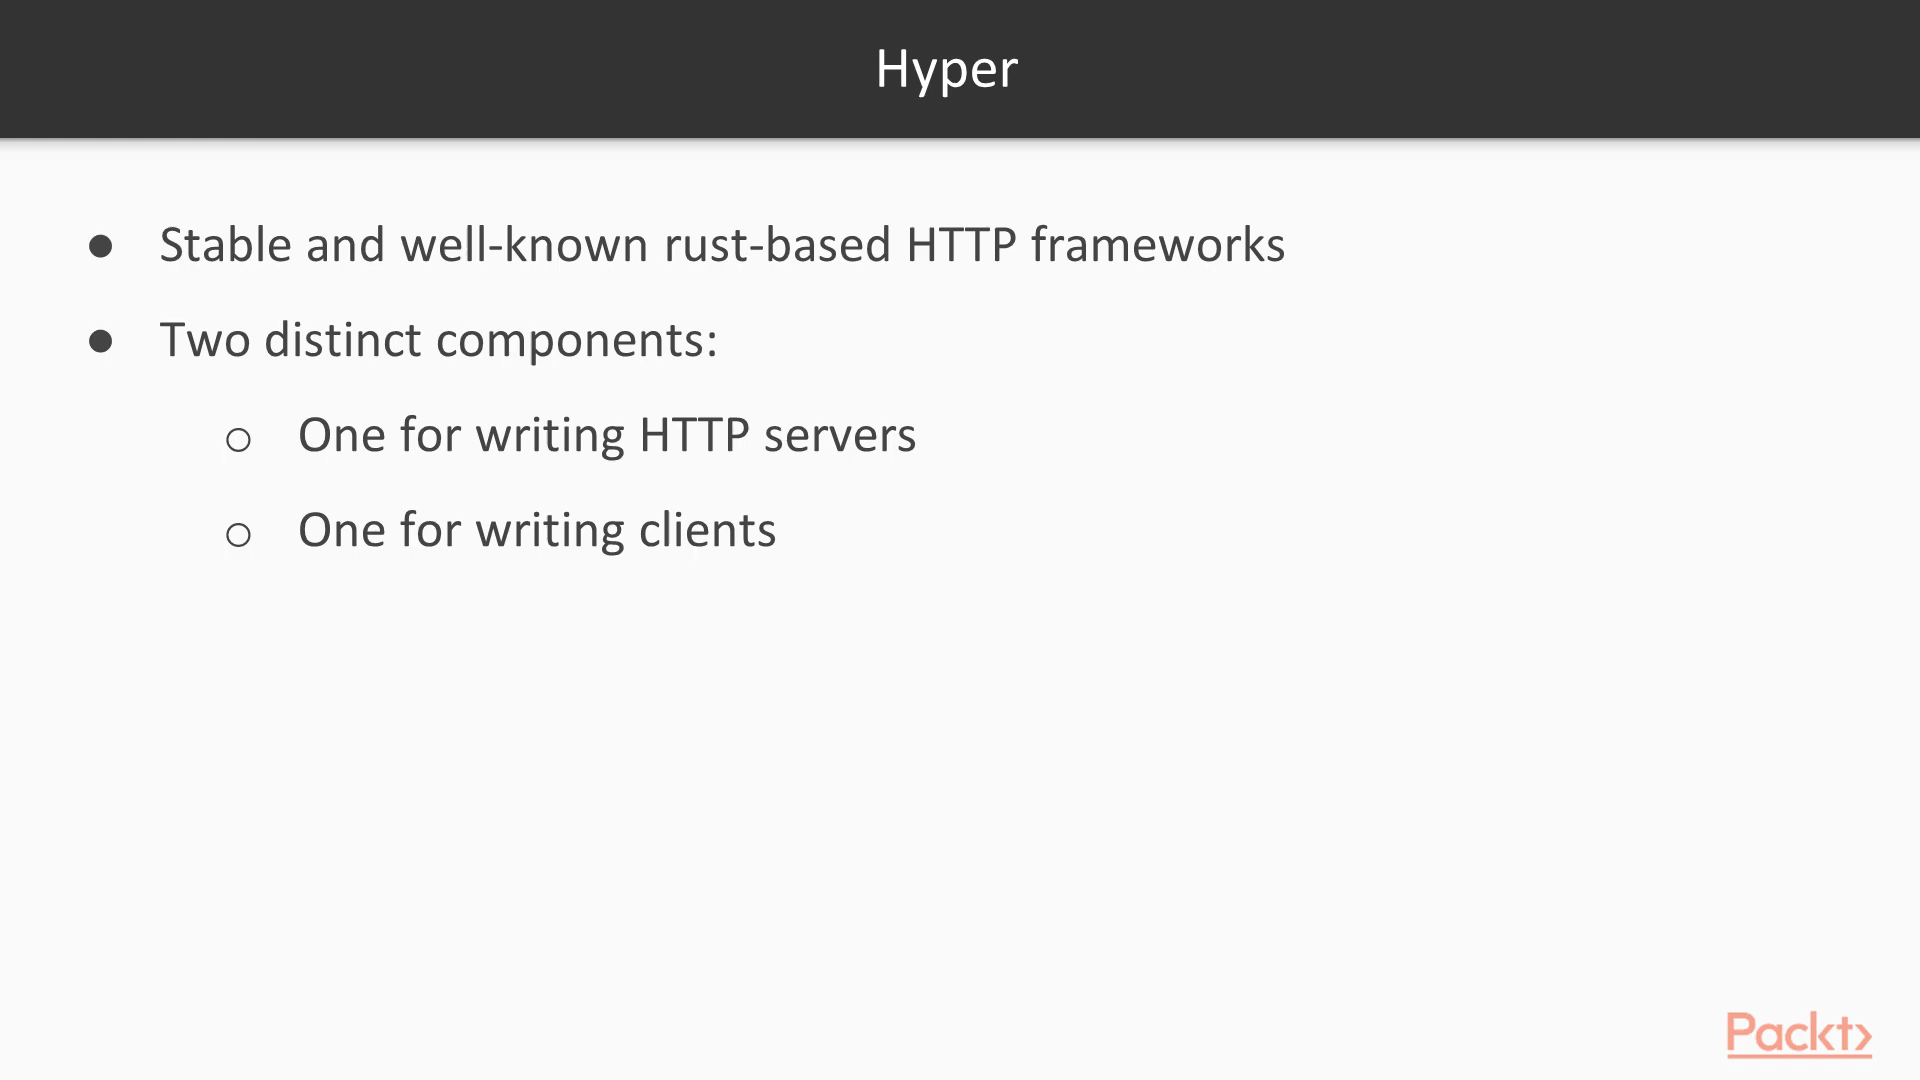 Hyper
● Stable and well-known rust-based HTTP frameworks
● Two distinct components:
○ One for writing HTTP servers
○ One for writing clients
Packt>